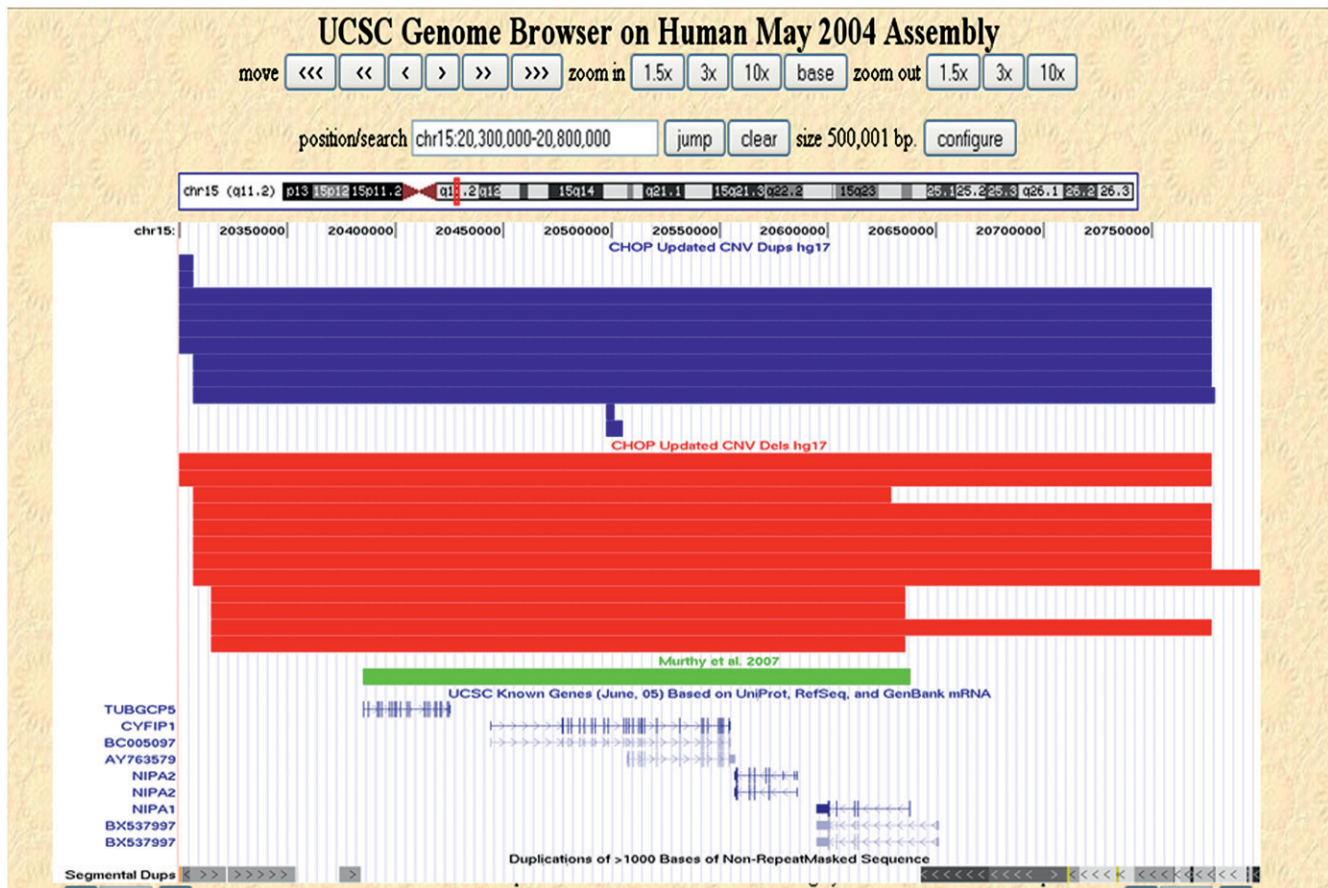 UCSC Genome Browser on Human May 2004 Assembly
move <<< << < > >> >>> zoom in 1.5x 3x 10x base zoom out 1.5x 3x 10x
position/search chr15:20,300,000-20,800,000 jump clear size 500,001 bp. configure
chr15 (q11.2) p13 15p12 15p11.2 q12 15q14 q21.1 15q21.3 q22.2 15q23 25.1 25.2 25.3 q26.1 26.2 26.3
chr15: 20350000 20400000 20450000 20500000 20550000 20600000 20650000 20700000 20750000
CHOP Updated CNV Dups hg17
CHOP Updated CNV Dels hg17
Murthy et al. 2007
UCSC Known Genes (June, 05) Based on UniProt, RefSeq, and GenBank mRNA
TUBGCP5
CYFIP1
BC005097
AY763579
NIPA2
NIPA2
NIPA1
BX537997
BX537997
Duplications of >1000 Bases of Non-RepeatMasked Sequence
Segmental Dups